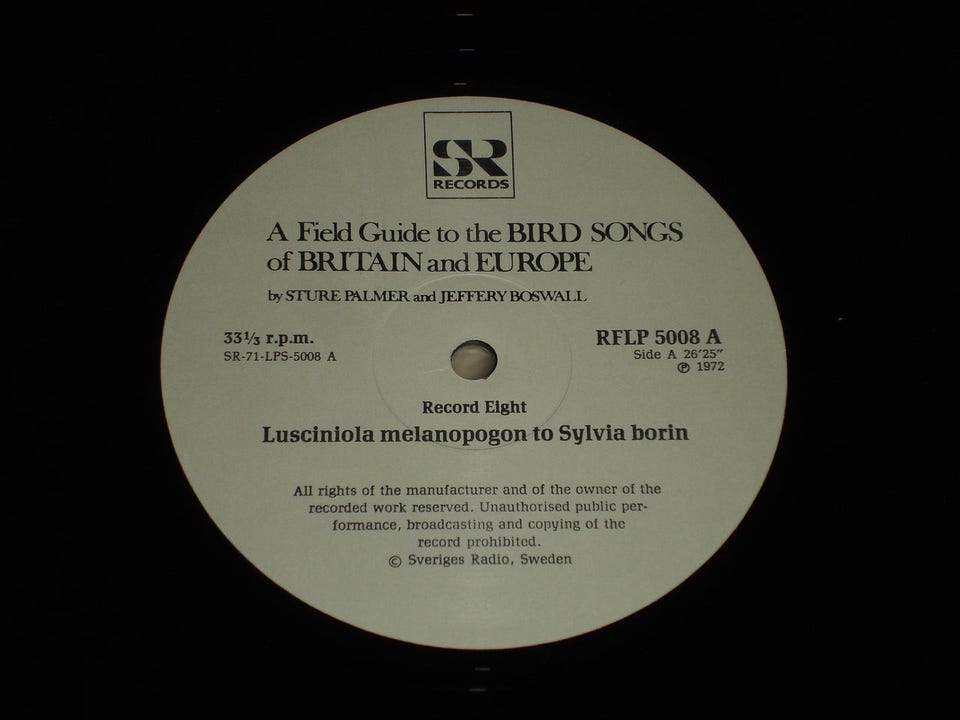 SR
RECORDS
A Field Guide to the BIRD SONGS
of BRITAIN and EUROPE
by STURE PALMER and JEFFERY BOSWALL
33⅓ r.p.m.
SR-71-LPS-5008 A
RFLP 5008 A
Side A 26'25"
℗ 1972
Record Eight
Lusciniola melanopogon to Sylvia borin
All rights of the manufacturer and of the owner of the
recorded work reserved. Unauthorised public per-
formance, broadcasting and copying of the
record prohibited.
© Sveriges Radio, Sweden